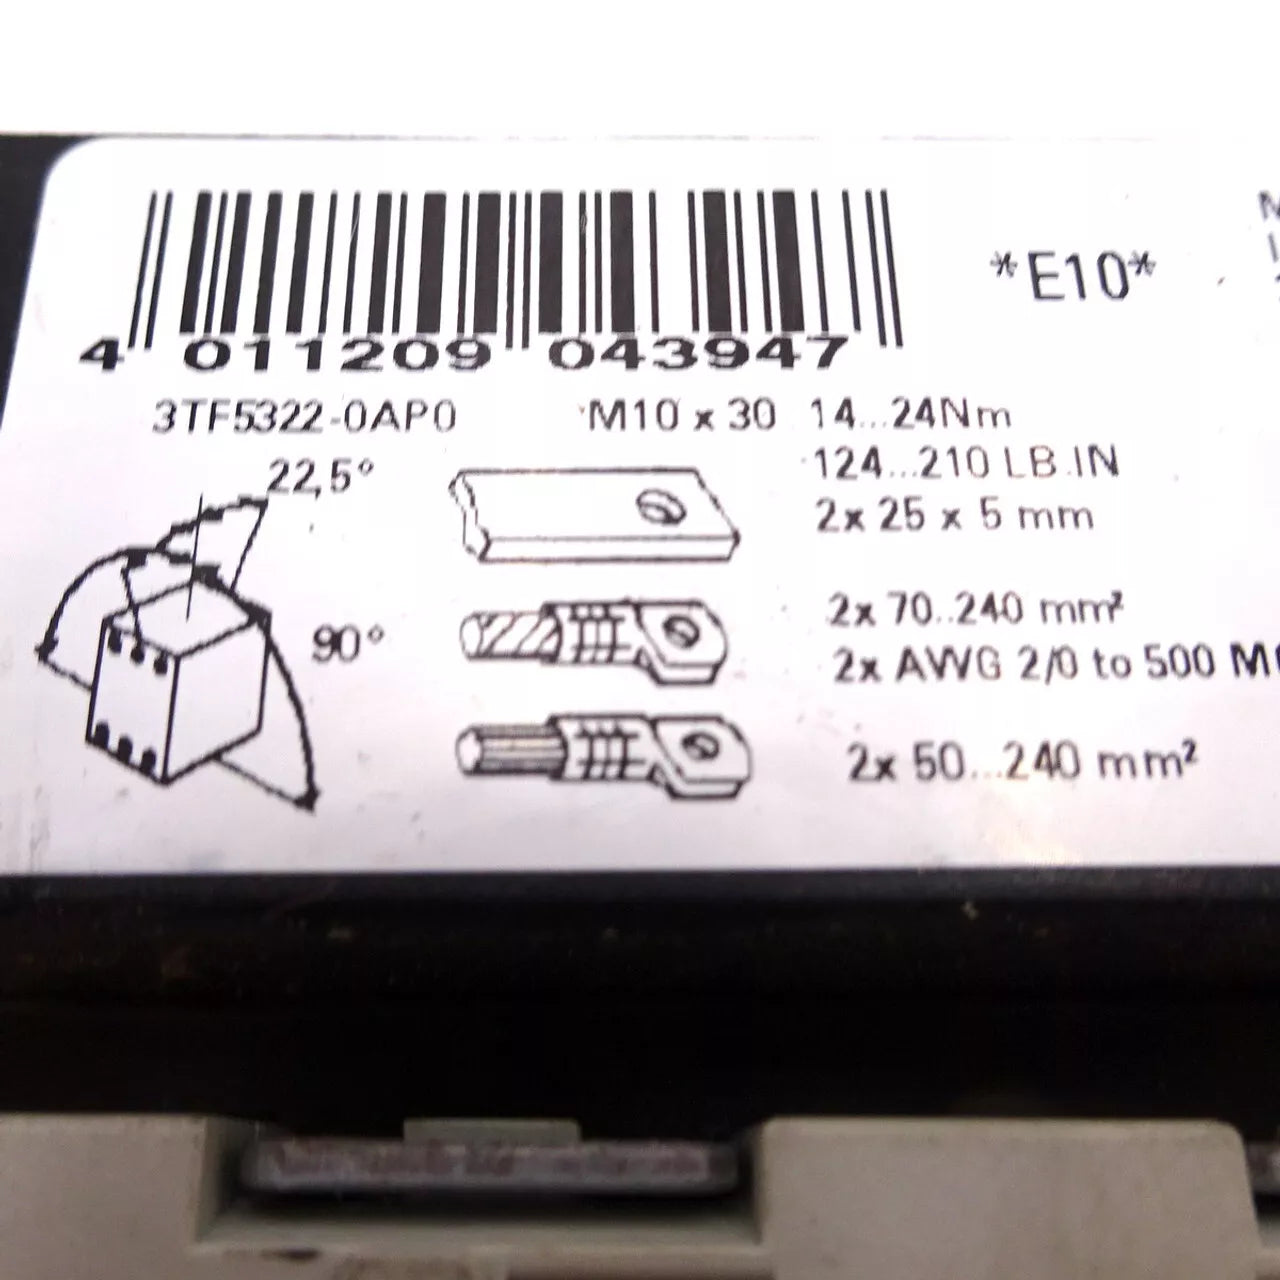 *E10*
4 011209 043947
3TF5322-0AP0 M10 x 30 14...24Nm
22,5° 124...210 LB.IN
2x 25 x 5 mm
90° 2x 70..240 mm²
2x AWG 2/0 to 500
2x 50...240 mm²